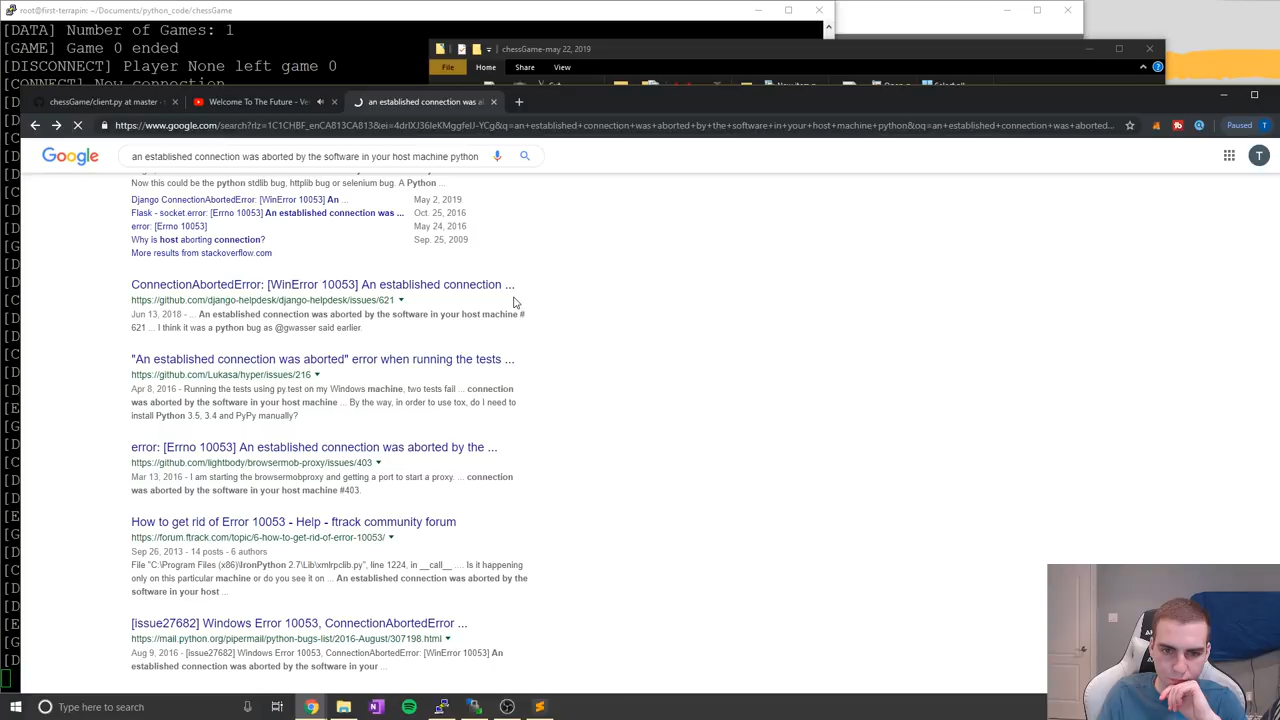 root@first-terrapin: ~/Documents/python_code/chessGame
[DATA] Number of Games: 1
[GAME] Game 0 ended
[DISCONNECT] Player None left game 0
[CONNECT] New connection
chessGame-may 22, 2019
File Home Share View
Cut New item Open Select all
chessGame/client.py at master
Welcome To The Future - Ve
an established connection was a
https://www.google.com/search?rlz=1C1CHBF_enCA813CA813&ei=4drIXJ36IeKMggfeIJ-YCg&q=an+established+connection+was+aborted+by+the+software+in+your+host+machine+python&oq=an+established+connection+was+aborted...
Paused T
Google
an established connection was aborted by the software in your host machine python
T
Now this could be the python stdlib bug, httplib bug or selenium bug. A Python ...
Django ConnectionAbortedError: [WinError 10053] An ... May 2, 2019
Flask - socket.error: [Errno 10053] An established connection was ... Oct. 25, 2016
error: [Errno 10053] May 24, 2016
Why is host aborting connection? Sep. 25, 2009
More results from stackoverflow.com
ConnectionAbortedError: [WinError 10053] An established connection ...
https://github.com/django-helpdesk/django-helpdesk/issues/621
Jun 13, 2018 - ... An established connection was aborted by the software in your host machine #
621 ... I think it was a python bug as @gwasser said earlier.
"An established connection was aborted" error when running the tests ...
https://github.com/Lukasa/hyper/issues/216
Apr 8, 2016 - Running the tests using py.test on my Windows machine, two tests fail ... connection
was aborted by the software in your host machine ... By the way, in order to use tox, do I need to
install Python 3.5, 3.4 and PyPy manually?
error: [Errno 10053] An established connection was aborted by the ...
https://github.com/lightbody/browsermob-proxy/issues/403
Mar 13, 2016 - I am starting the browsermobproxy and getting a port to start a proxy. ... connection
was aborted by the software in your host machine #403.
How to get rid of Error 10053 - Help - ftrack community forum
https://forum.ftrack.com/topic/6-how-to-get-rid-of-error-10053/
Sep 26, 2013 - 14 posts - 6 authors
File "C:\Program Files (x86)\IronPython 2.7\Lib\xmlrpclib.py", line 1224, in __call__ .... Is it happening
only on this particular machine or do you see it on ... An established connection was aborted by the
software in your host ...
[issue27682] Windows Error 10053, ConnectionAbortedError ...
https://mail.python.org/pipermail/python-bugs-list/2016-August/307198.html
Aug 9, 2016 - [issue27682] Windows Error 10053, ConnectionAbortedError: [WinError 10053] An
established connection was aborted by the software in your ...
Type here to search